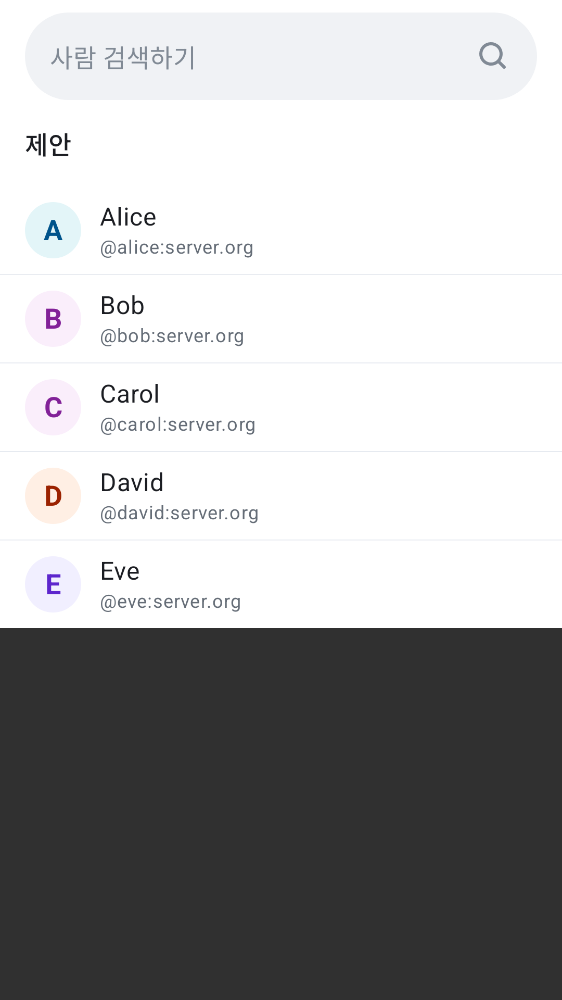 사람 검색하기
제안
A
Alice
@alice:server.org
B
Bob
@bob:server.org
C
Carol
@carol:server.org
D
David
@david:server.org
E
Eve
@eve:server.org